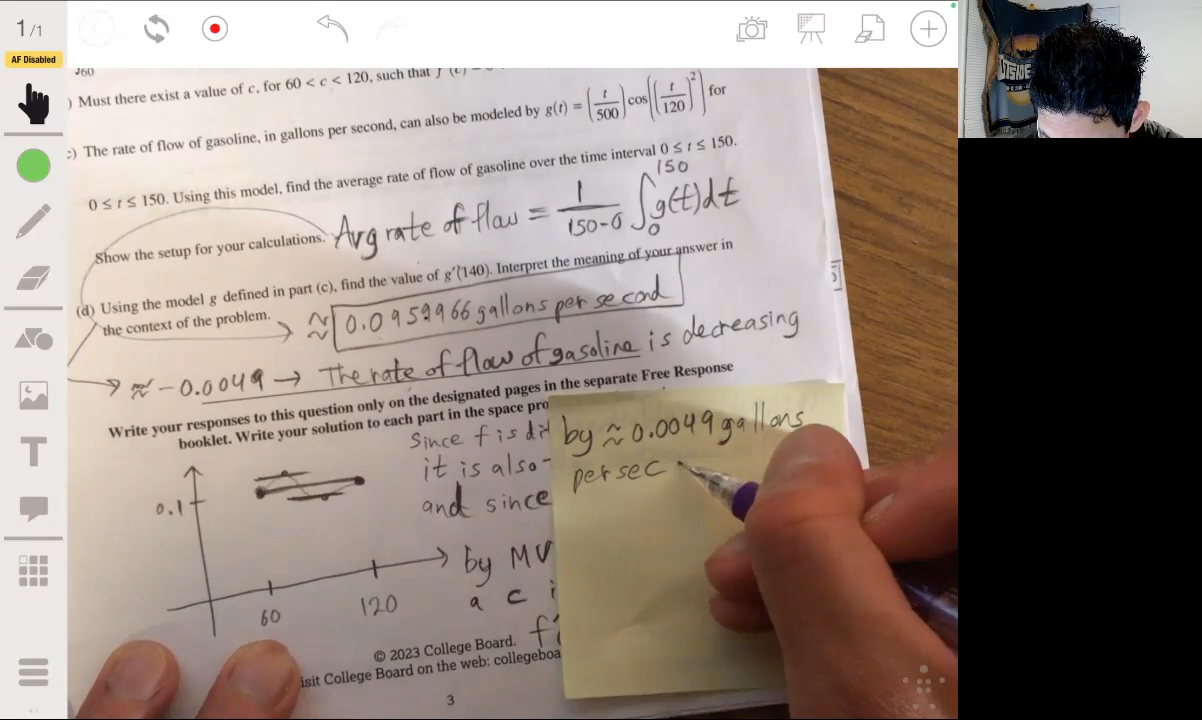 1/1
AF Disabled
) Must there exist a value of c, for 60 < c < 120, such that f
c) The rate of flow of gasoline, in gallons per second, can also be modeled by g(t) = (t/500) cos((t/120)²) for
0 ≤ t ≤ 150. Using this model, find the average rate of flow of gasoline over the time interval 0 ≤ t ≤ 150.
Show the setup for your calculations.
Avg rate of flow = 1/(150-0) ∫₀¹⁵⁰ g(t)dt
(d) Using the model g defined in part (c), find the value of g′(140). Interpret the meaning of your answer in
the context of the problem.
→ ≈ 0.0959966 gallons per second
→ ≈ -0.0049 → The rate of flow of gasoline is decreasing
Write your responses to this question only on the designated pages in the separate Free Response
booklet. Write your solution to each part in the space pro
by ≈ 0.0049 gallons
per sec
Since f is di
it is also
and since
by MV
a c i
0.1
60
120
© 2023 College Board.
isit College Board on the web: collegeboa
3
T